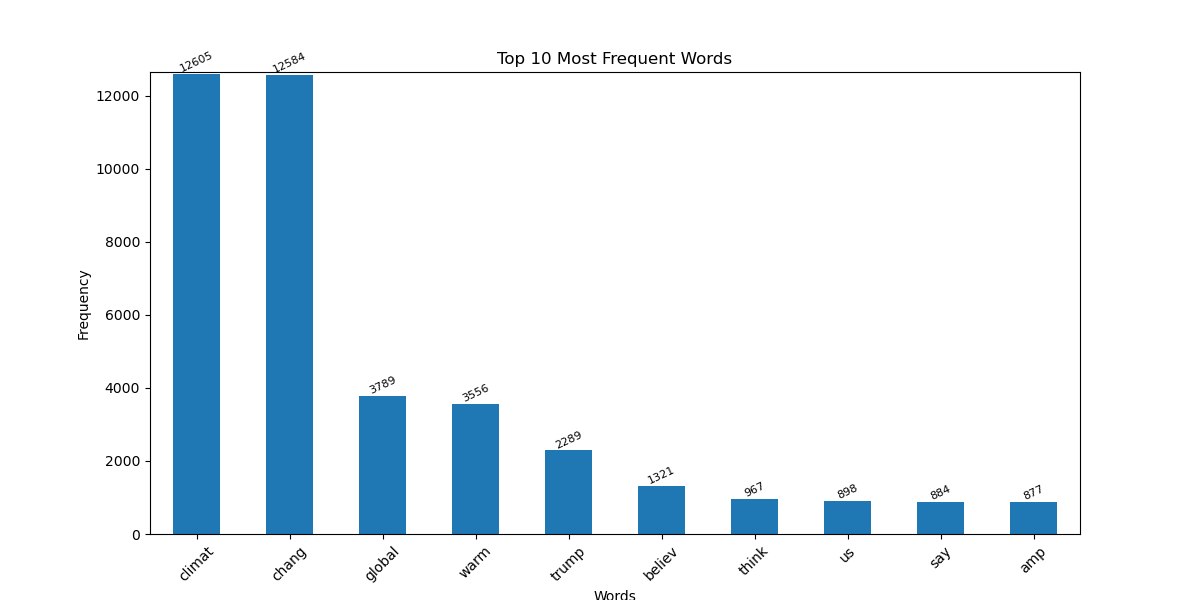 Top 10 Most Frequent Words
12605
12584
3789
3556
2289
1321
967
898
884
877
12000
10000
8000
6000
4000
2000
0
Frequency
climat
chang
global
warm
trump
believ
think
us
say
amp
Words